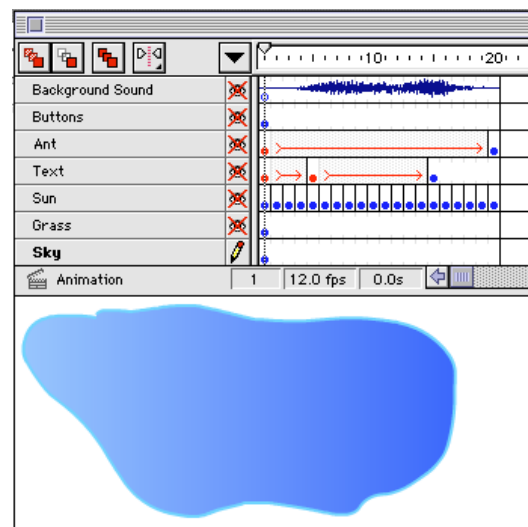 10 20
Background Sound
Buttons
Ant
Text
Sun
Grass
Sky
Animation 1 12.0 fps 0.0s